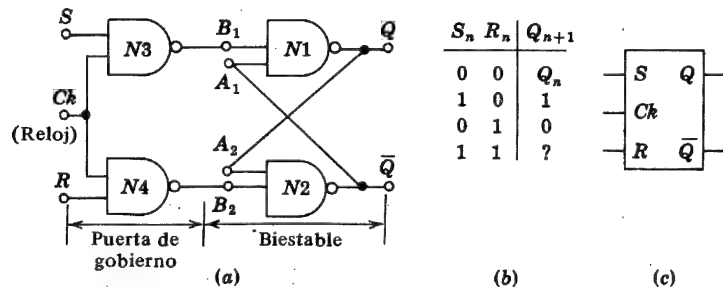 S
N3
B₁
N1
Q
A₁
Ck
(Reloj)
A₂
R
N4
N2
Q̅
B₂
Puerta de
gobierno
Biestable
(a)
Sₙ Rₙ Qₙ₊₁
0 0 Qₙ
1 0 1
0 1 0
1 1 ?
(b)
S Q
Ck
R Q̅
(c)